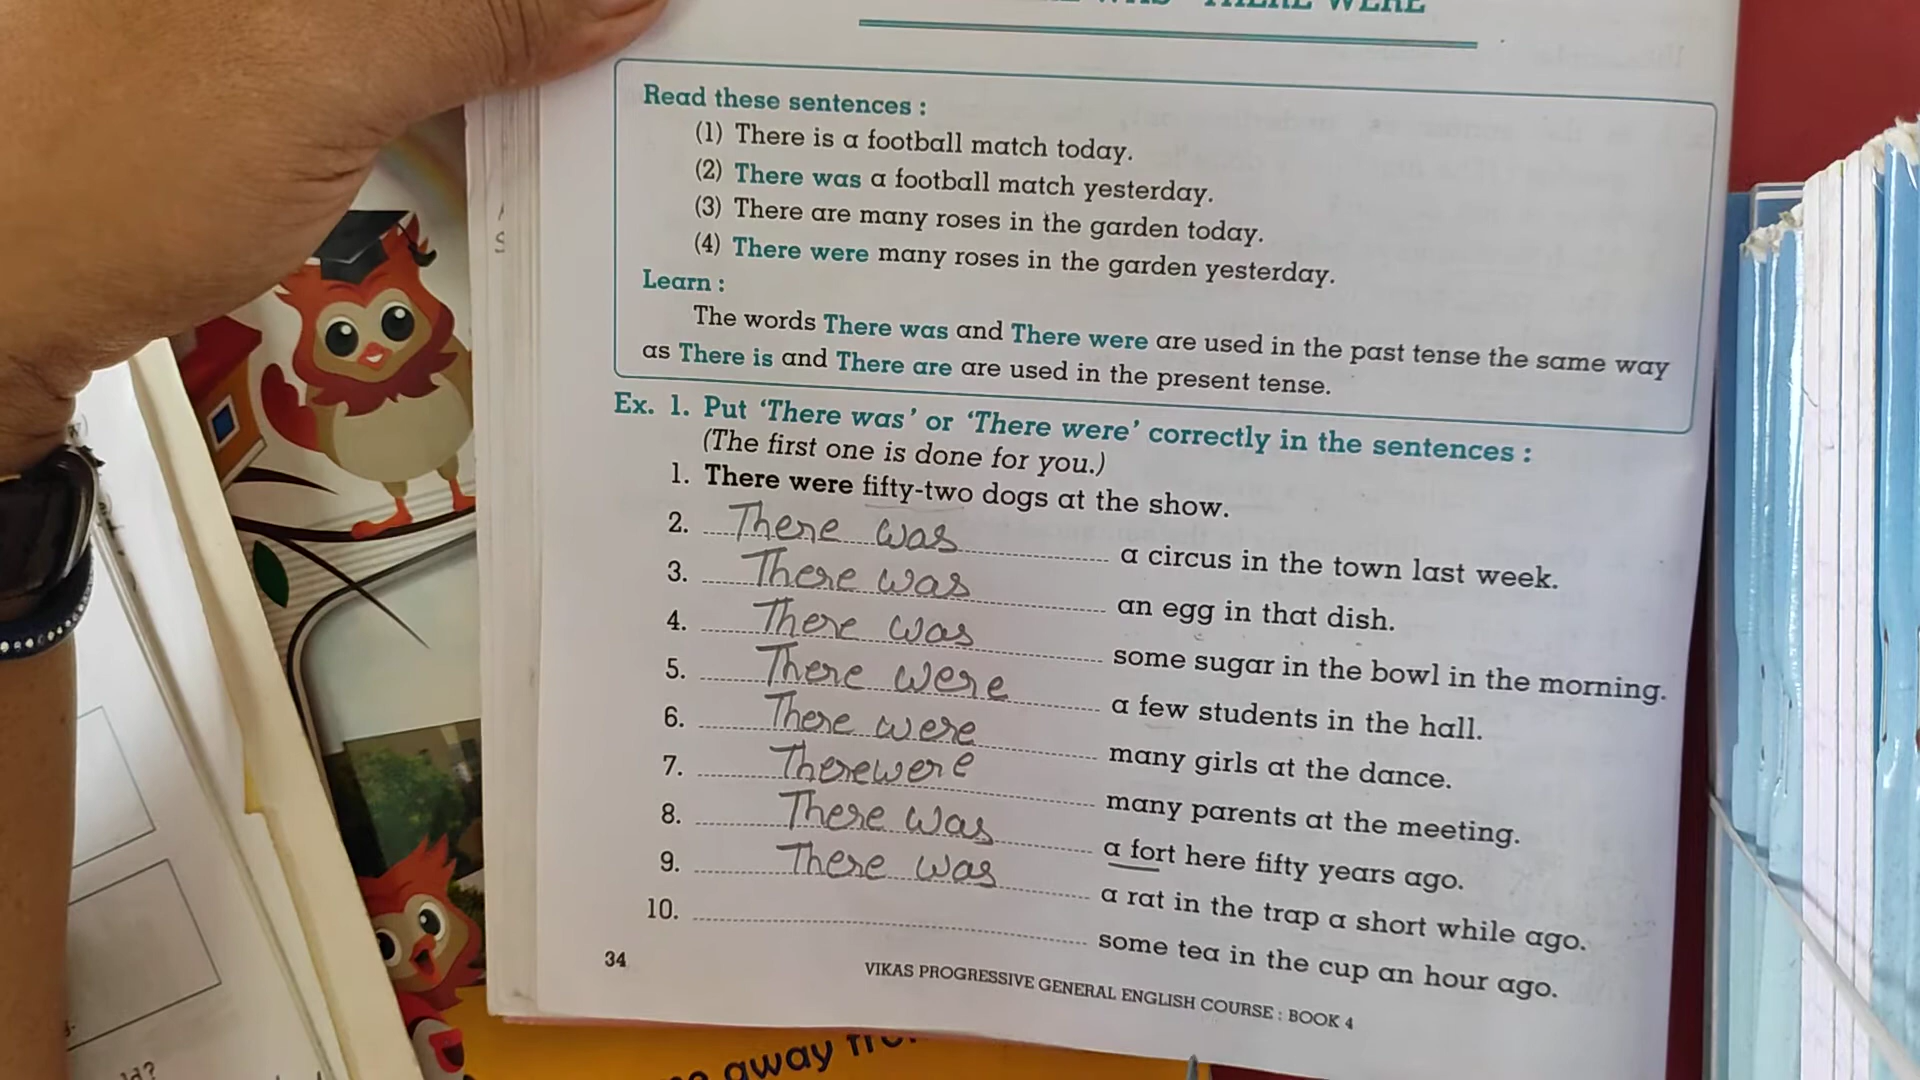 THERE WERE
Read these sentences :
(1) There is a football match today.
(2) There was a football match yesterday.
(3) There are many roses in the garden today.
(4) There were many roses in the garden yesterday.
Learn :
The words There was and There were are used in the past tense the same way
as There is and There are are used in the present tense.
Ex. 1. Put ‘There was’ or ‘There were’ correctly in the sentences :
(The first one is done for you.)
1. There were fifty-two dogs at the show.
2. There was a circus in the town last week.
3. There was an egg in that dish.
4. There was some sugar in the bowl in the morning.
5. There were a few students in the hall.
6. There were many girls at the dance.
7. Therewere many parents at the meeting.
8. There was a fort here fifty years ago.
9. There was a rat in the trap a short while ago.
10. some tea in the cup an hour ago.
34
VIKAS PROGRESSIVE GENERAL ENGLISH COURSE : BOOK 4
away